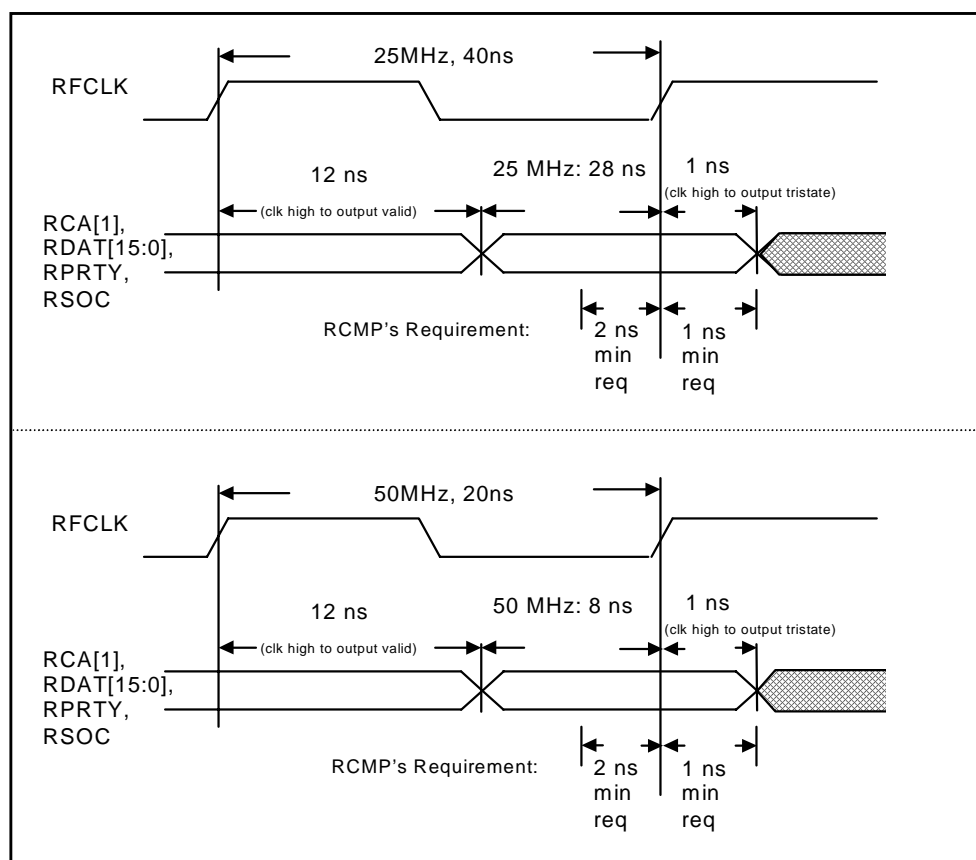 25MHz, 40ns
RFCLK
12 ns
25 MHz: 28 ns
1 ns
(clk high to output valid)
(clk high to output tristate)
RCA[1],
RDAT[15:0],
RPRTY,
RSOC
RCMP's Requirement:
2 ns
min
req
1 ns
min
req
50MHz, 20ns
RFCLK
12 ns
50 MHz: 8 ns
1 ns
(clk high to output valid)
(clk high to output tristate)
RCA[1],
RDAT[15:0],
RPRTY,
RSOC
RCMP's Requirement:
2 ns
min
req
1 ns
min
req